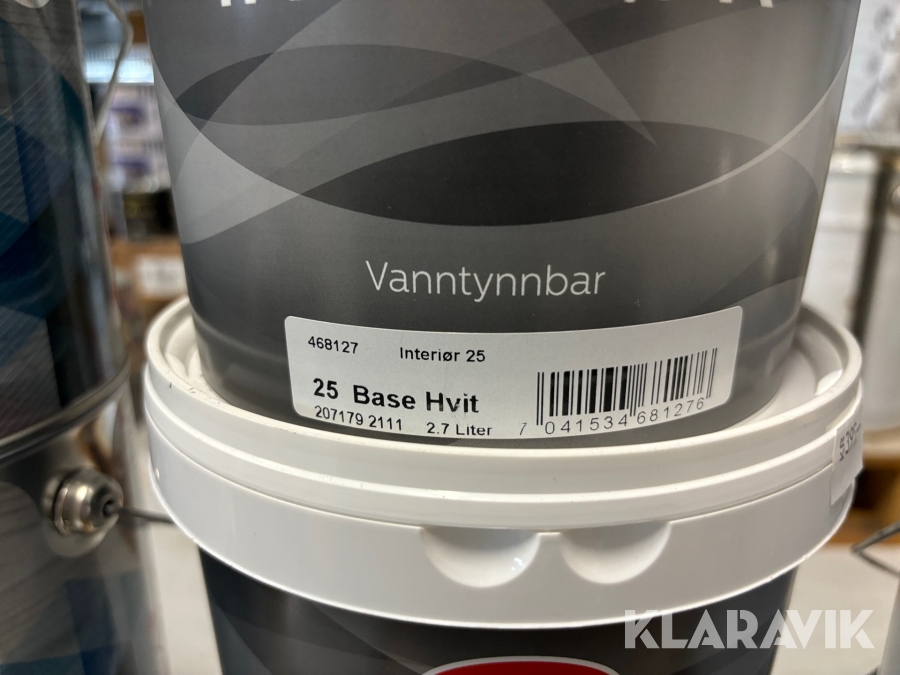 Vanntynnbar
468127 Interiør 25
25 Base Hvit
207179 2111 2.7 Liter
7 041534 681276
KLARAVIK